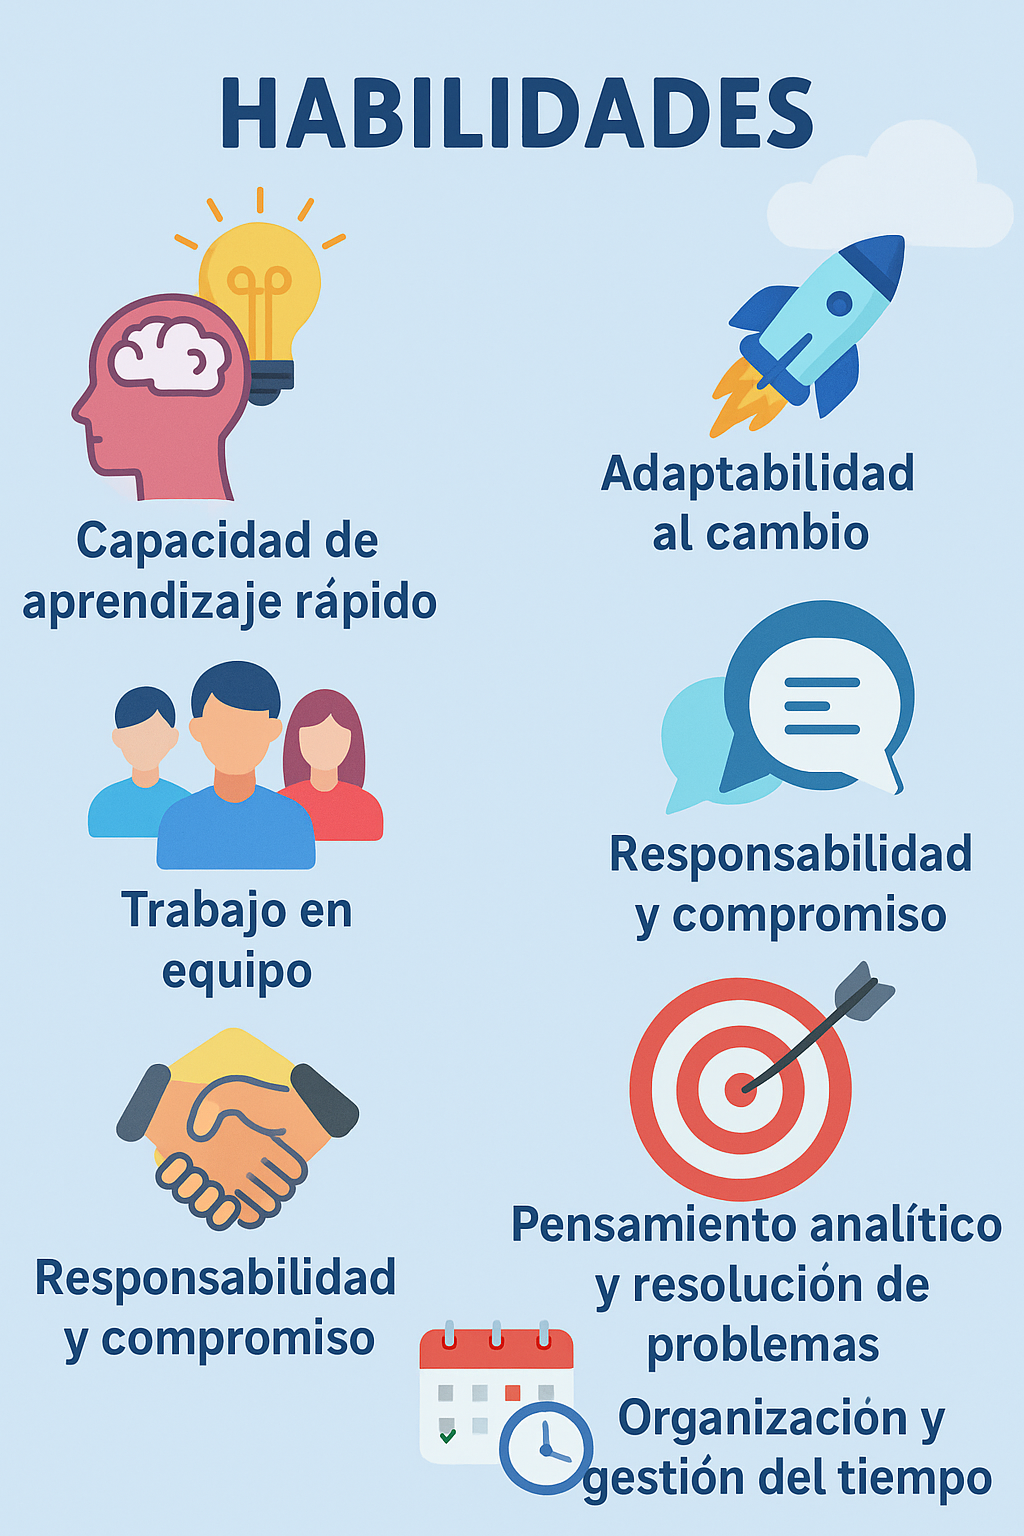 HABILIDADES
Capacidad de
aprendizaje rápido
Adaptabilidad
al cambio
Trabajo en
equipo
Responsabilidad
y compromiso
Responsabilidad
y compromiso
Pensamiento analítico
y resolución de
problemas
Organización y
gestión del tiempo